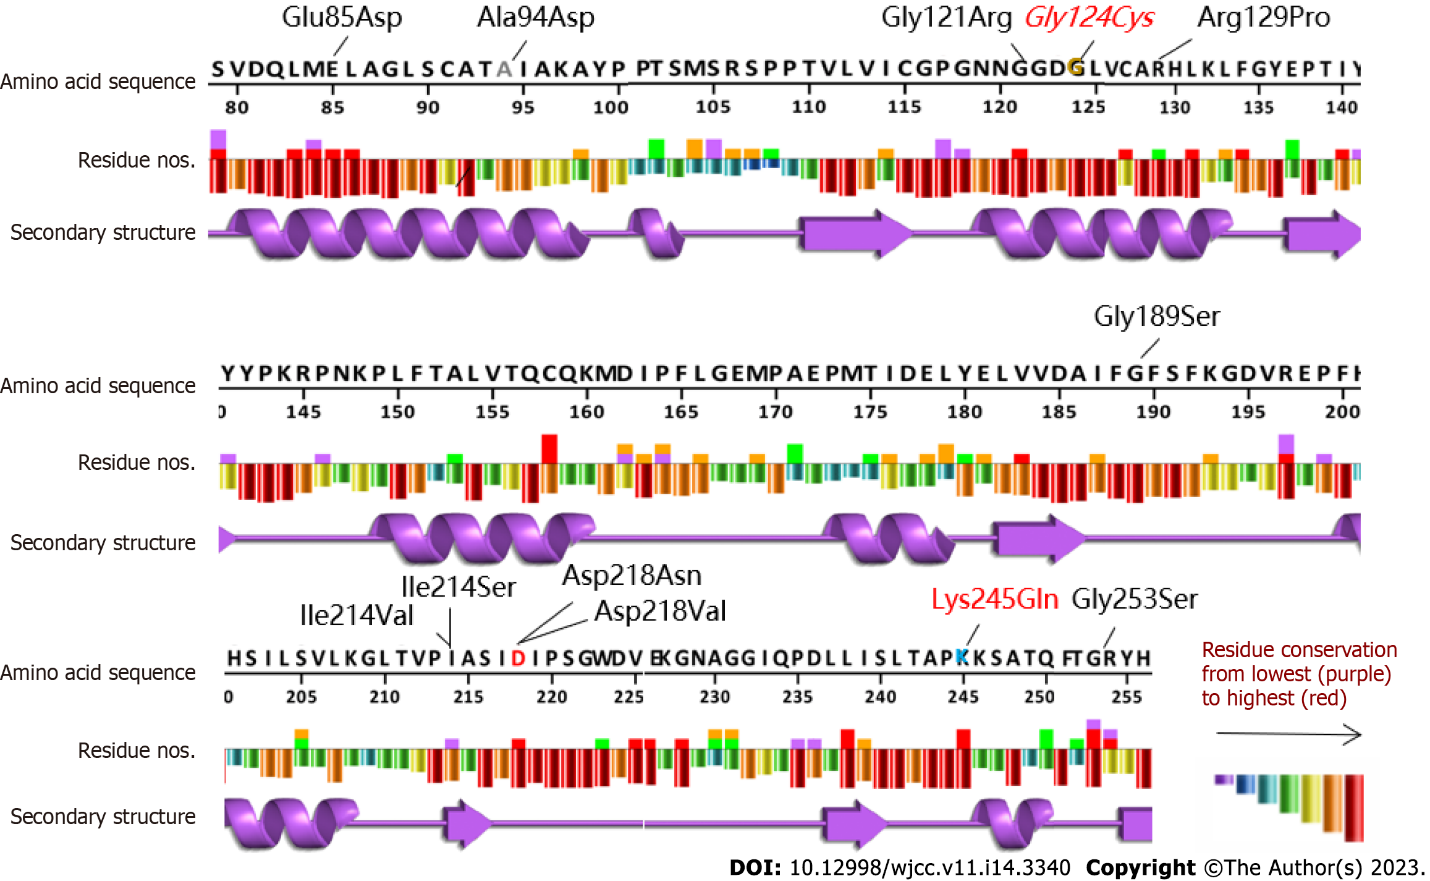 Glu85Asp Ala94Asp Gly121Arg Gly124Cys Arg129Pro
Amino acid sequence SVDQLMELAGLSCATAIAKAYP PTSMSRSPPTVLVICGPGNNGGDGLVCARHLKLFGYEPTIY
80 85 90 95 100 105 110 115 120 125 130 135 140
Residue nos.
Secondary structure
Gly189Ser
Amino acid sequence YYPKRPNKPLFTALVTQCQKMDIPFLGEMPAEPMTIDELYELVVDAIFGFSFKGDVREPFH
0 145 150 155 160 165 170 175 180 185 190 195 200
Residue nos.
Secondary structure
Ile214Ser Asp218Asn
Ile214Val Asp218Val
Lys245Gln Gly253Ser
Amino acid sequence HSILSVLKGLTVPIASIDIPSGWDVEKGNAGGIQPDLLISLTAPKKSATQFTGRYH
0 205 210 215 220 225 230 235 240 245 250 255
Residue nos.
Secondary structure
Residue conservation
from lowest (purple)
to highest (red)
DOI: 10.12998/wjcc.v11.i14.3340 Copyright ©The Author(s) 2023.